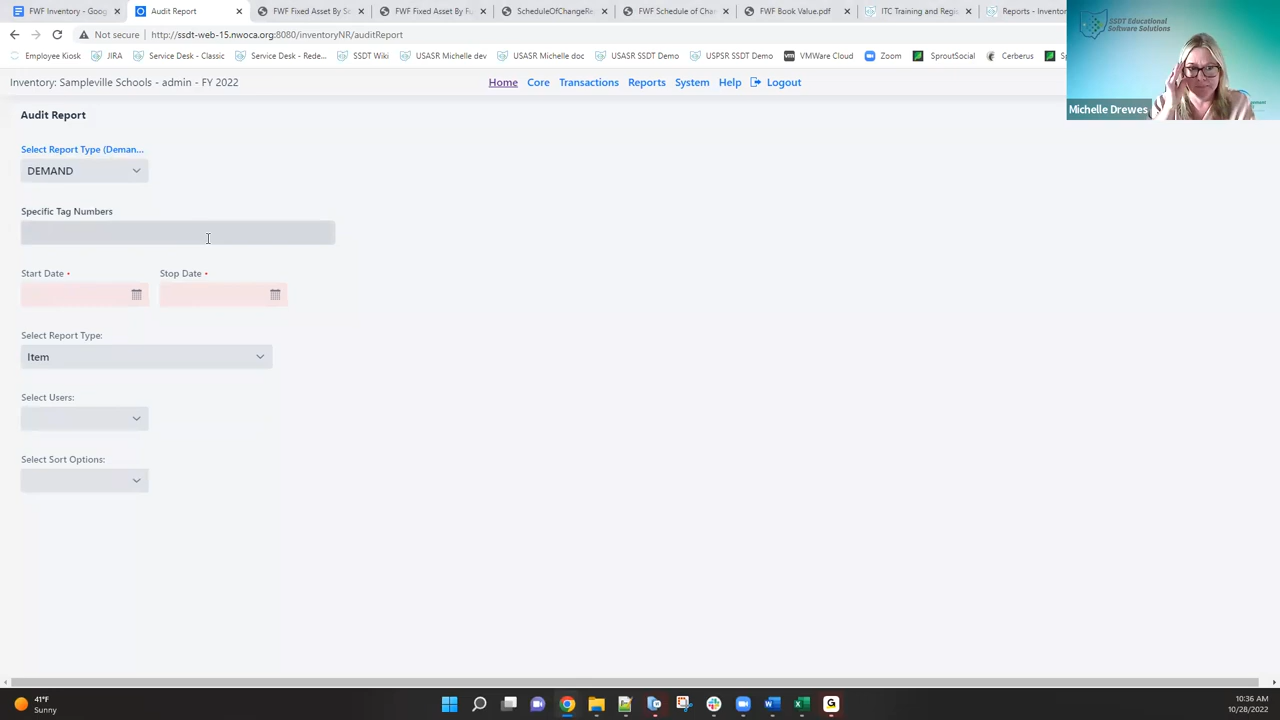 FWF Inventory - Goog
Audit Report
FWF Fixed Asset By So
FWF Fixed Asset By Fu
ScheduleOfChangeRe
FWF Schedule of Chan
FWF Book Value.pdf
ITC Training and Regis
Reports - Inventor
Not secure
http://ssdt-web-15.nwoca.org:8080/inventoryNR/auditReport
Employee Kiosk
JIRA
Service Desk - Classic
Service Desk - Rede...
SSDT Wiki
USASR Michelle dev
USASR Michelle doc
USASR SSDT Demo
USPSR SSDT Demo
VMWare Cloud
Zoom
SproutSocial
Cerberus
SSDT Educational
Software Solutions
Michelle Drewes
Inventory: Sampleville Schools - admin - FY 2022
Home
Core
Transactions
Reports
System
Help
Logout
Audit Report
Select Report Type (Deman...
DEMAND
Specific Tag Numbers
Start Date •
Stop Date •
Select Report Type:
Item
Select Users:
Select Sort Options:
41°F
Sunny
10:36 AM
10/28/2022